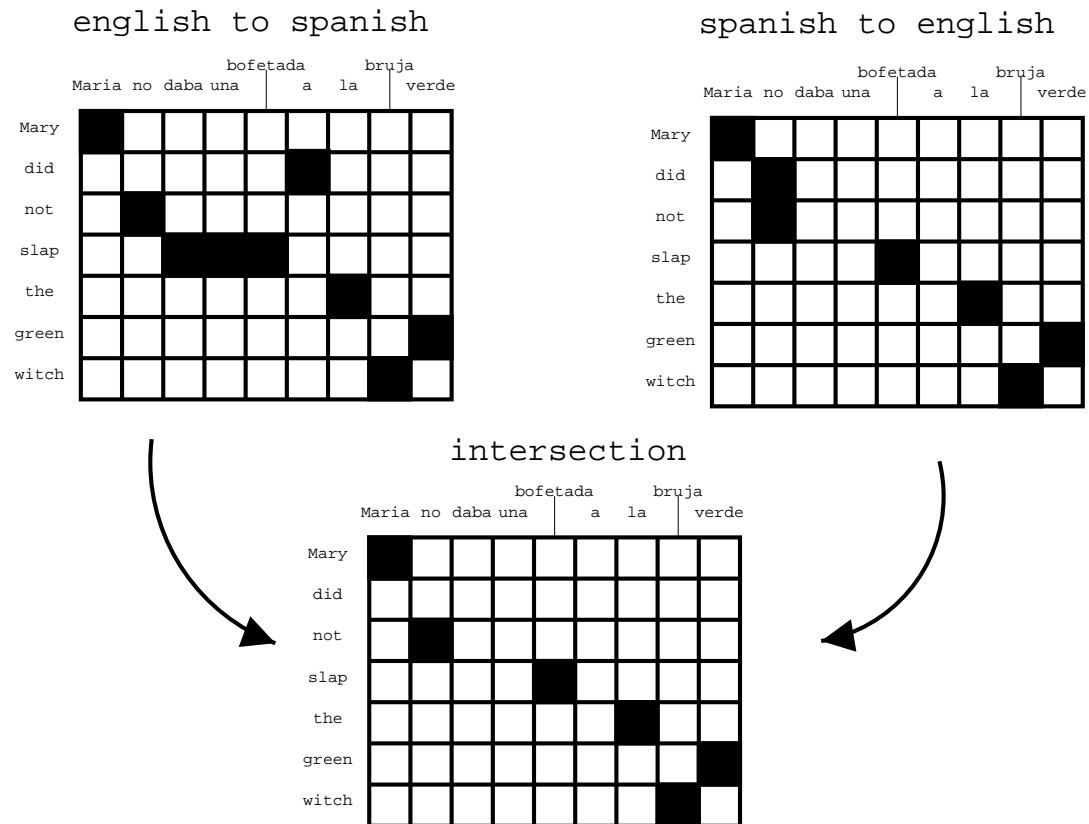 english to spanish
bofetada bruja
Maria no daba una a la verde
Mary
did
not
slap
the
green
witch
spanish to english
bofetada bruja
Maria no daba una a la verde
Mary
did
not
slap
the
green
witch
intersection
bofetada bruja
Maria no daba una a la verde
Mary
did
not
slap
the
green
witch